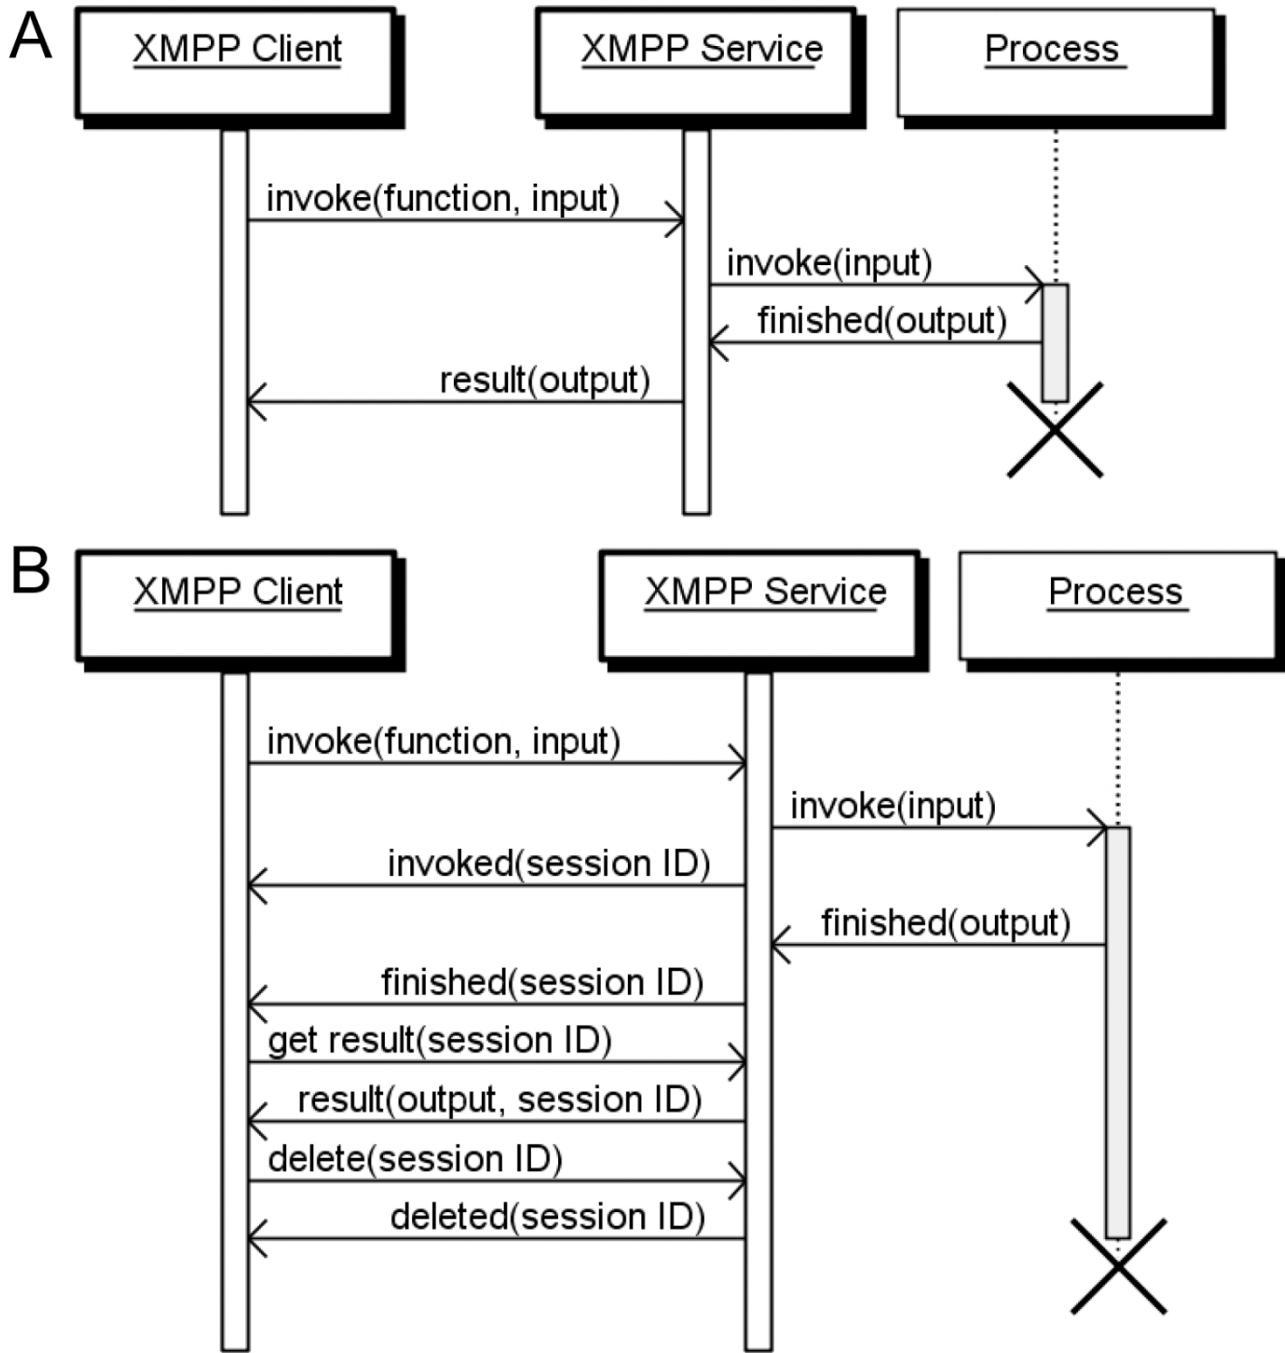 A
XMPP Client
XMPP Service
Process
invoke(function, input)
invoke(input)
finished(output)
result(output)
B
XMPP Client
XMPP Service
Process
invoke(function, input)
invoke(input)
invoked(session ID)
finished(output)
finished(session ID)
get result(session ID)
result(output, session ID)
delete(session ID)
deleted(session ID)